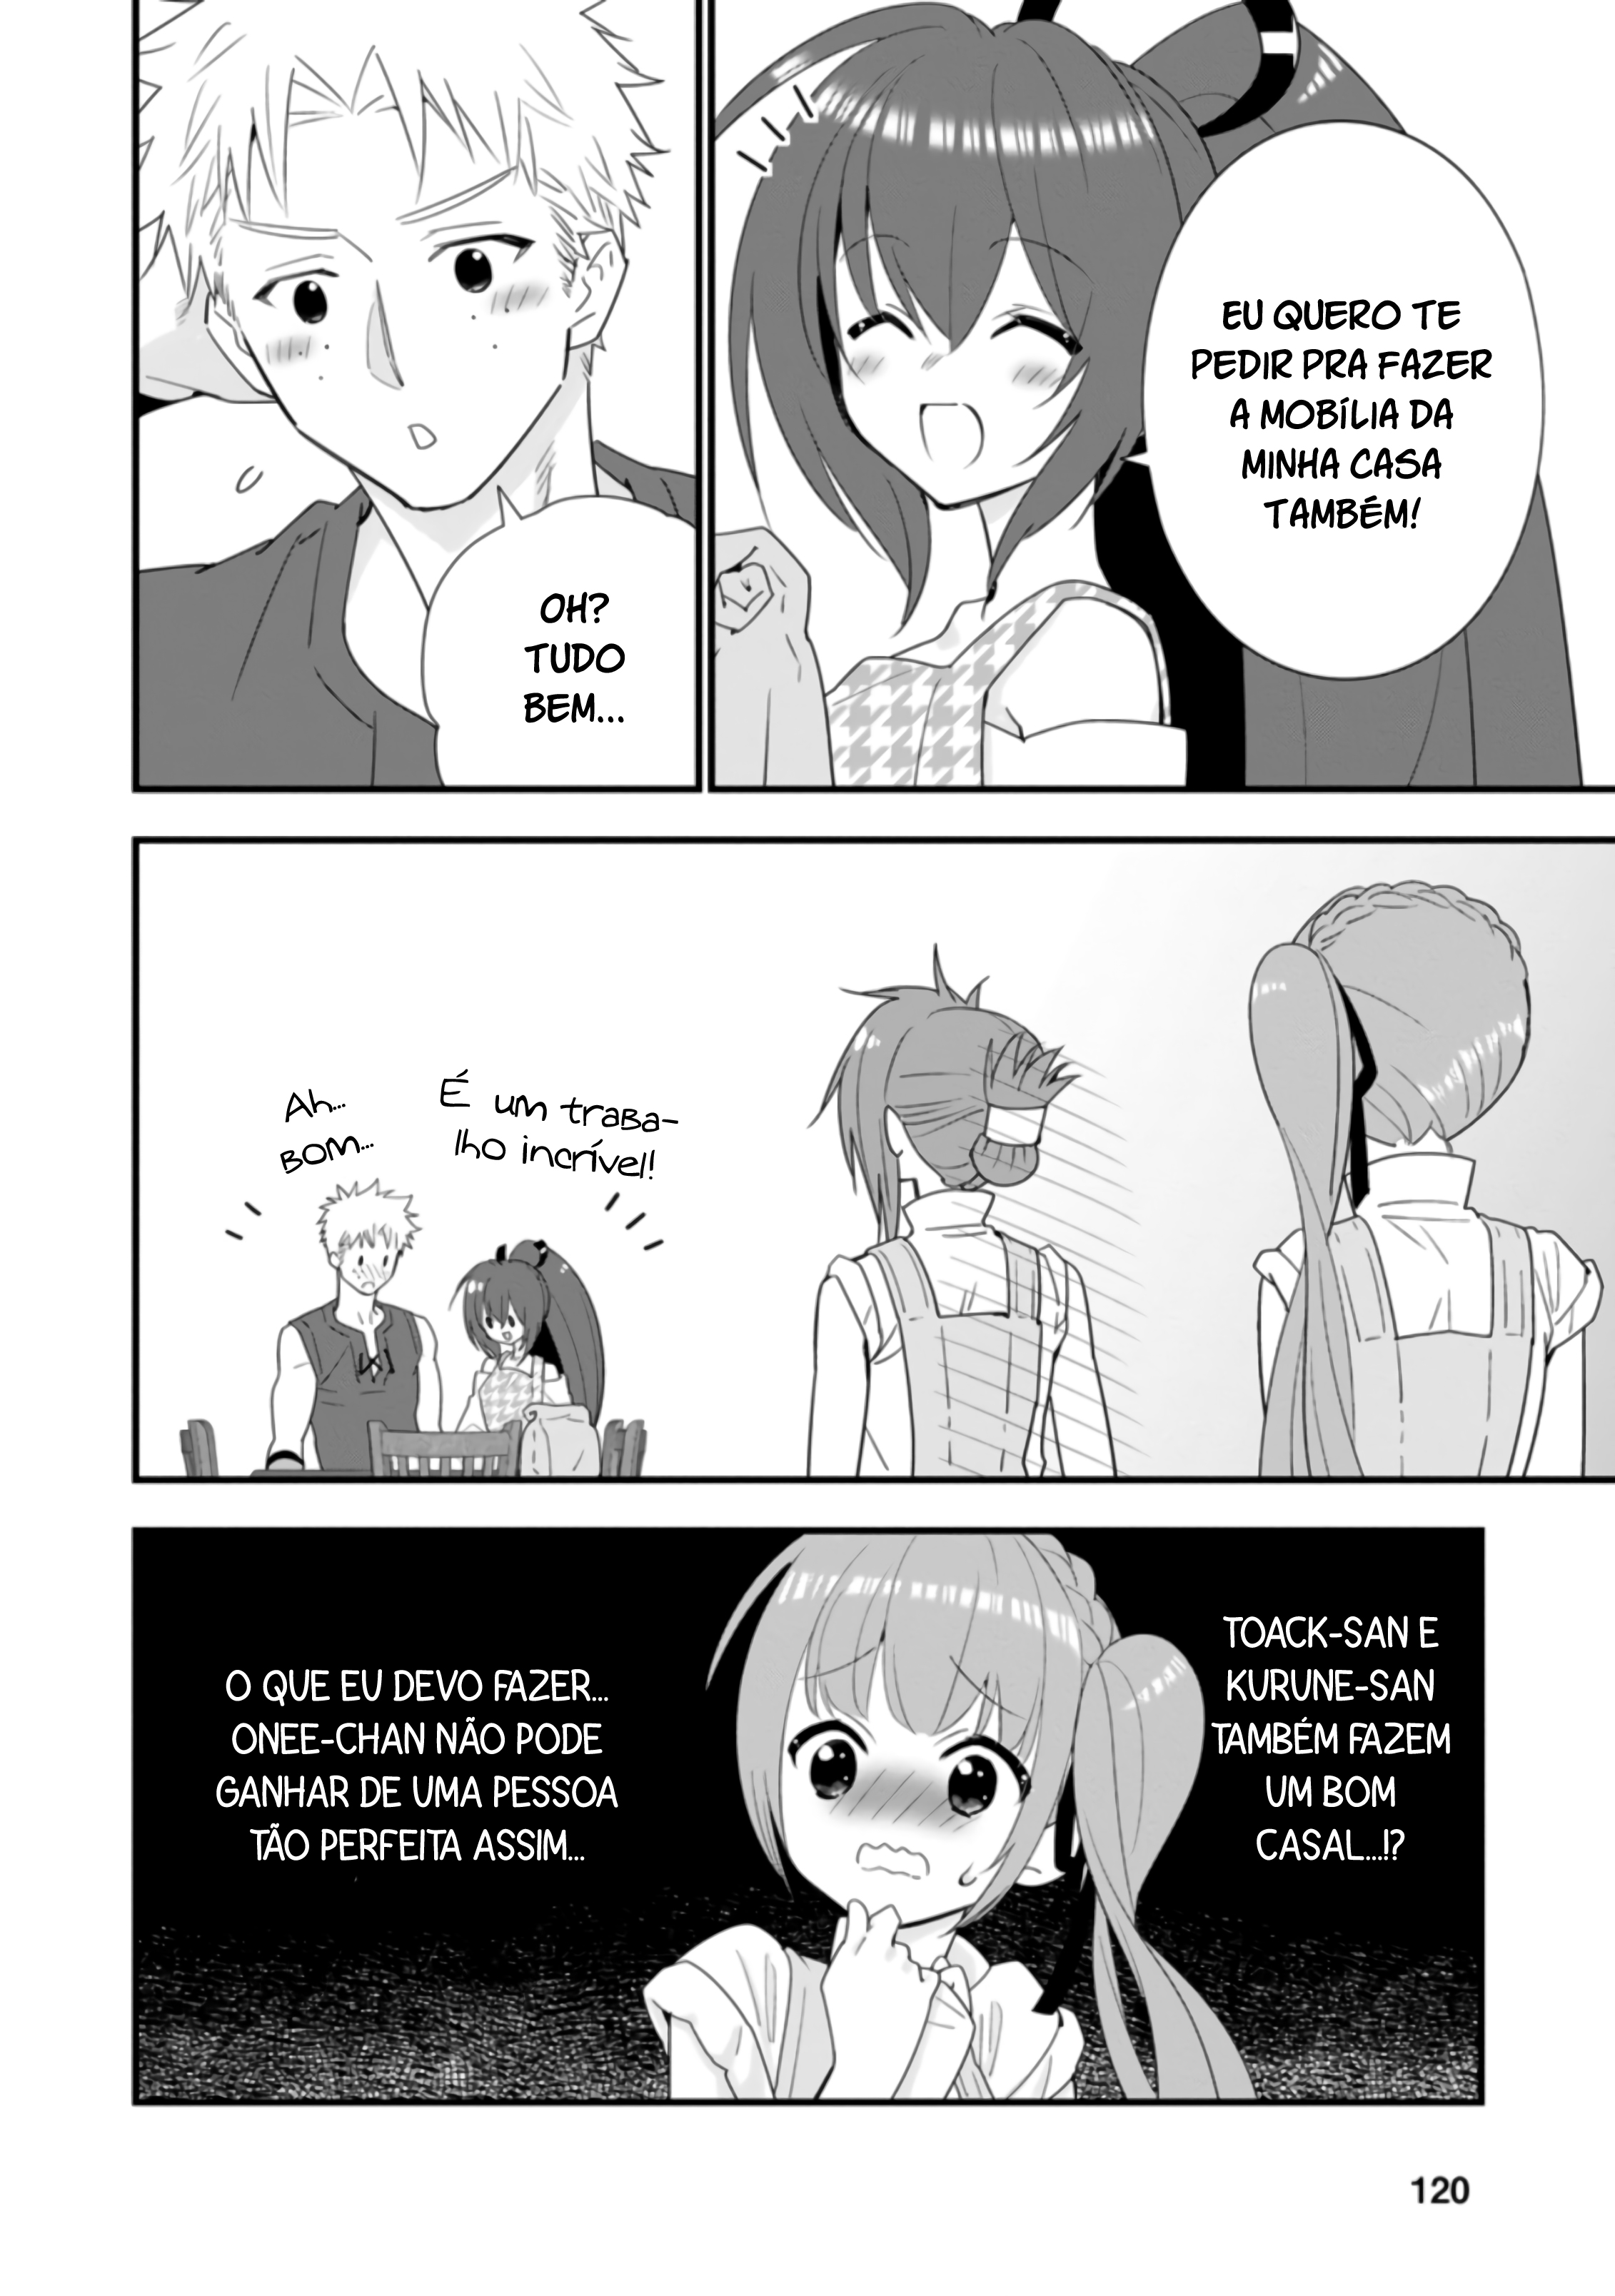 EU QUERO TE
PEDIR PRA FAZER
A MOBÍLIA DA
MINHA CASA
TAMBÉM!
OH?
TUDO
BEM...
É um traba-
lho incrível!
Ah...
BOM...
TOACK-SAN E
KURUNE-SAN
TAMBÉM FAZEM
UM BOM
CASAL...!?
O QUE EU DEVO FAZER...
ONEE-CHAN NÃO PODE
GANHAR DE UMA PESSOA
TÃO PERFEITA ASSIM...
120